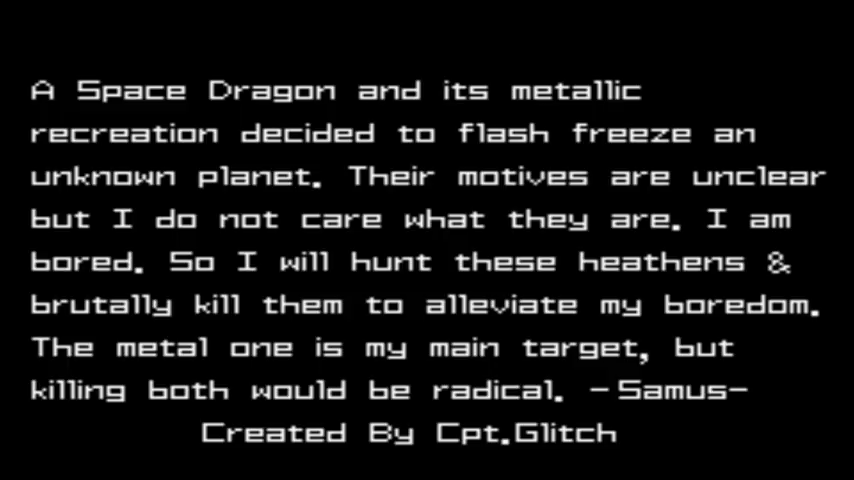 A Space Dragon and its metallic
recreation decided to flash freeze an
unknown planet. Their motives are unclear
but I do not care what they are. I am
bored. So I will hunt these heathens &
brutally kill them to alleviate my boredom.
The metal one is my main target, but
killing both would be radical. -Samus-
Created By Cpt.Glitch